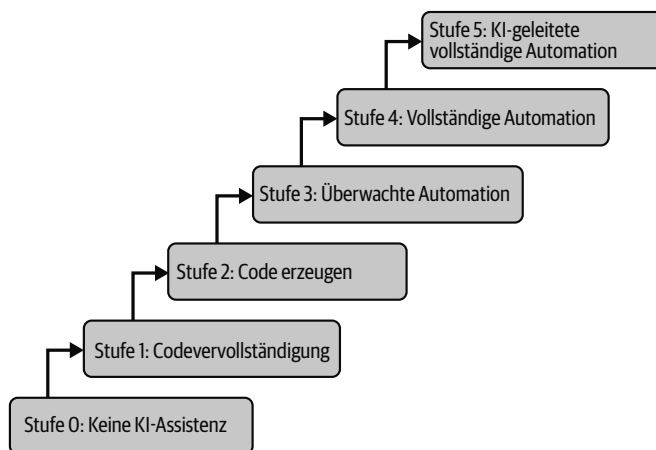 Stufe 5: KI-geleitete
vollständige Automation
Stufe 4: Vollständige Automation
Stufe 3: Überwachte Automation
Stufe 2: Code erzeugen
Stufe 1: Codevervollständigung
Stufe 0: Keine KI-Assistenz